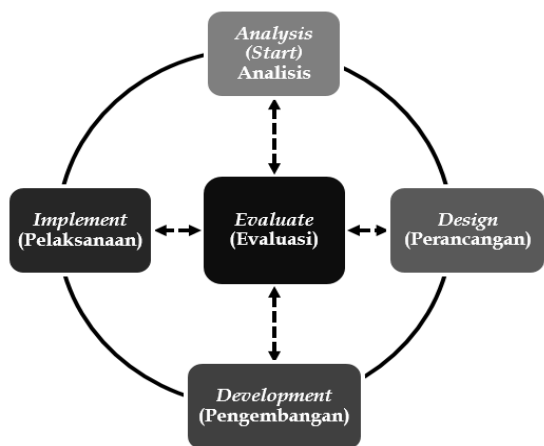 Analysis
(Start)
Analisis
Implement
(Pelaksanaan)
Evaluate
(Evaluasi)
Design
(Perancangan)
Development
(Pengembangan)